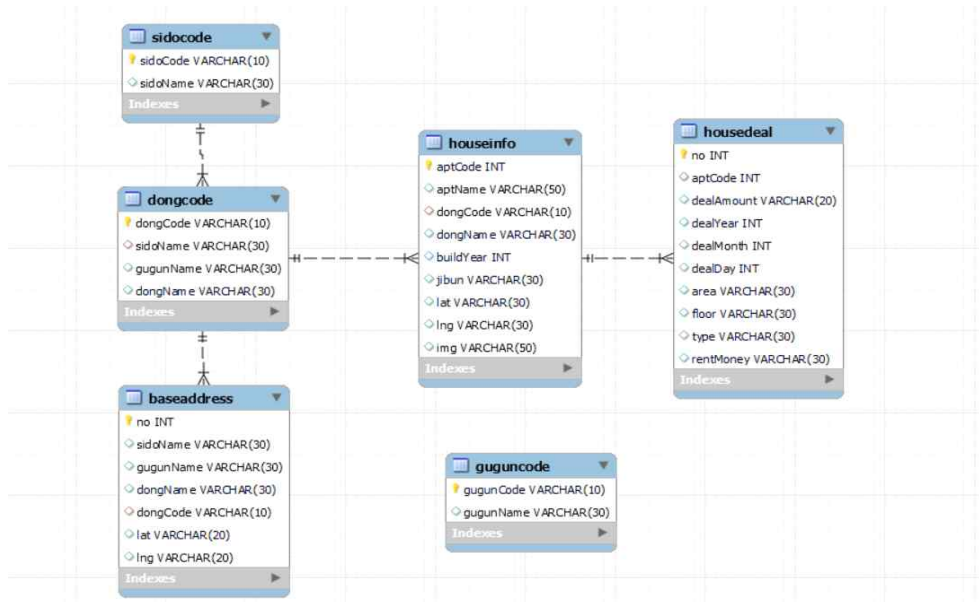 sidocode
sidoCode VARCHAR(10)
sidoName VARCHAR(30)
Indexes
dongcode
dongCode VARCHAR(10)
sidoName VARCHAR(30)
gugunName VARCHAR(30)
dongName VARCHAR(30)
Indexes
baseaddress
no INT
sidoName VARCHAR(30)
gugunName VARCHAR(30)
dongName VARCHAR(30)
dongCode VARCHAR(10)
lat VARCHAR(20)
lng VARCHAR(20)
Indexes
houseinfo
aptCode INT
aptName VARCHAR(50)
dongCode VARCHAR(10)
dongName VARCHAR(30)
buildYear INT
jibun VARCHAR(30)
lat VARCHAR(30)
lng VARCHAR(30)
img VARCHAR(50)
Indexes
housedeal
no INT
aptCode INT
dealAmount VARCHAR(20)
dealYear INT
dealMonth INT
dealDay INT
area VARCHAR(30)
floor VARCHAR(30)
type VARCHAR(30)
rentMoney VARCHAR(30)
Indexes
guguncode
gugunCode VARCHAR(10)
gugunName VARCHAR(30)
Indexes